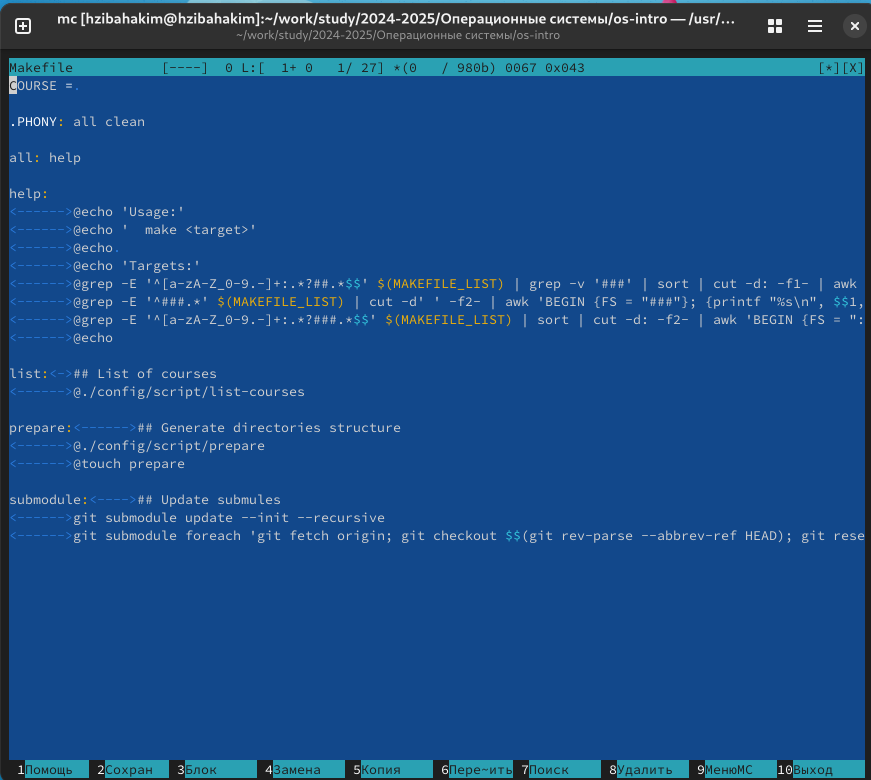 mc [hzibahakim@hzibahakim]:~/work/study/2024-2025/Операционные системы/os-intro — /usr/…
~/work/study/2024-2025/Операционные системы/os-intro
Makefile [----] 0 L:[ 1+ 0 1/ 27] *(0 / 980b) 0067 0x043 [*][X]
COURSE =.
.PHONY: all clean
all: help
help:
<------>@echo 'Usage:'
<------>@echo '  make <target>'
<------>@echo.
<------>@echo 'Targets:'
<------>@grep -E '^[a-zA-Z_0-9.-]+:.*?##.*$$' $(MAKEFILE_LIST) | grep -v '###' | sort | cut -d: -f1- | awk
<------>@grep -E '^###.*' $(MAKEFILE_LIST) | cut -d' ' -f2- | awk 'BEGIN {FS = "###"}; {printf "%s\n", $$1,
<------>@grep -E '^[a-zA-Z_0-9.-]+:.*?###.*$$' $(MAKEFILE_LIST) | sort | cut -d: -f2- | awk 'BEGIN {FS = ":
<------>@echo
list:<->## List of courses
<------>@./config/script/list-courses
prepare:<------>## Generate directories structure
<------>@./config/script/prepare
<------>@touch prepare
submodule:<---->## Update submules
<------>git submodule update --init --recursive
<------>git submodule foreach 'git fetch origin; git checkout $$(git rev-parse --abbrev-ref HEAD); git rese
1Помощь 2Сохран 3Блок 4Замена 5Копия 6Пере~ить 7Поиск 8Удалить 9МенюMC 10Выход